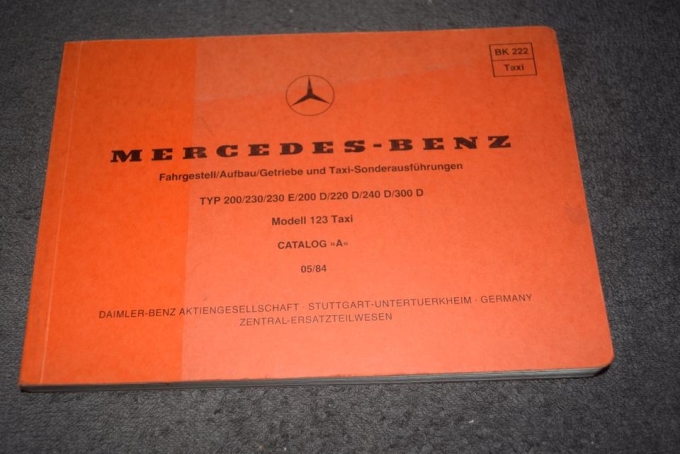 BK 222
Taxi
MERCEDES-BENZ
Fahrgestell/Aufbau/Getriebe und Taxi-Sonderausführungen
TYP 200/230/230 E/200 D/220 D/240 D/300 D
Modell 123 Taxi
CATALOG »A«
05/84
DAIMLER-BENZ AKTIENGESELLSCHAFT · STUTTGART-UNTERTUERKHEIM · GERMANY
ZENTRAL-ERSATZTEILWESEN